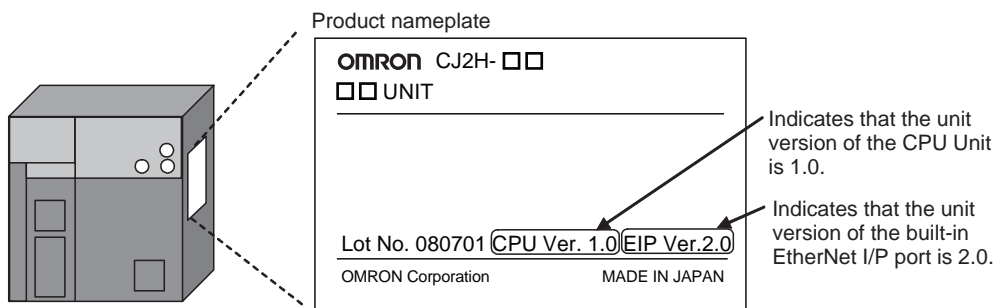 Product nameplate
OMRON CJ2H- □□
□□ UNIT
Indicates that the unit
version of the CPU Unit
is 1.0.
Lot No. 080701 CPU Ver. 1.0 EIP Ver.2.0
Indicates that the unit
version of the built-in
EtherNet I/P port is 2.0.
OMRON Corporation MADE IN JAPAN